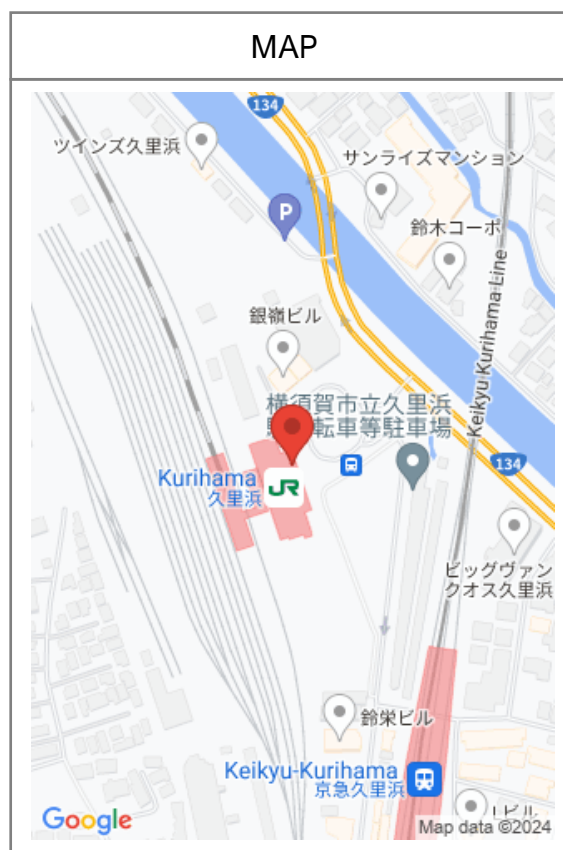 MAP
134
ツインズ久里浜
サンライズマンション
P
鈴木コーポ
Keikyu Kurihama Line
銀嶺ビル
横須賀市立久里浜
転車等駐車場
Kurihama
久里浜
JR
134
ビッグヴァン
クオス久里浜
鈴栄ビル
Keikyu-Kurihama
京急久里浜
ビル
Google
Map data ©2024